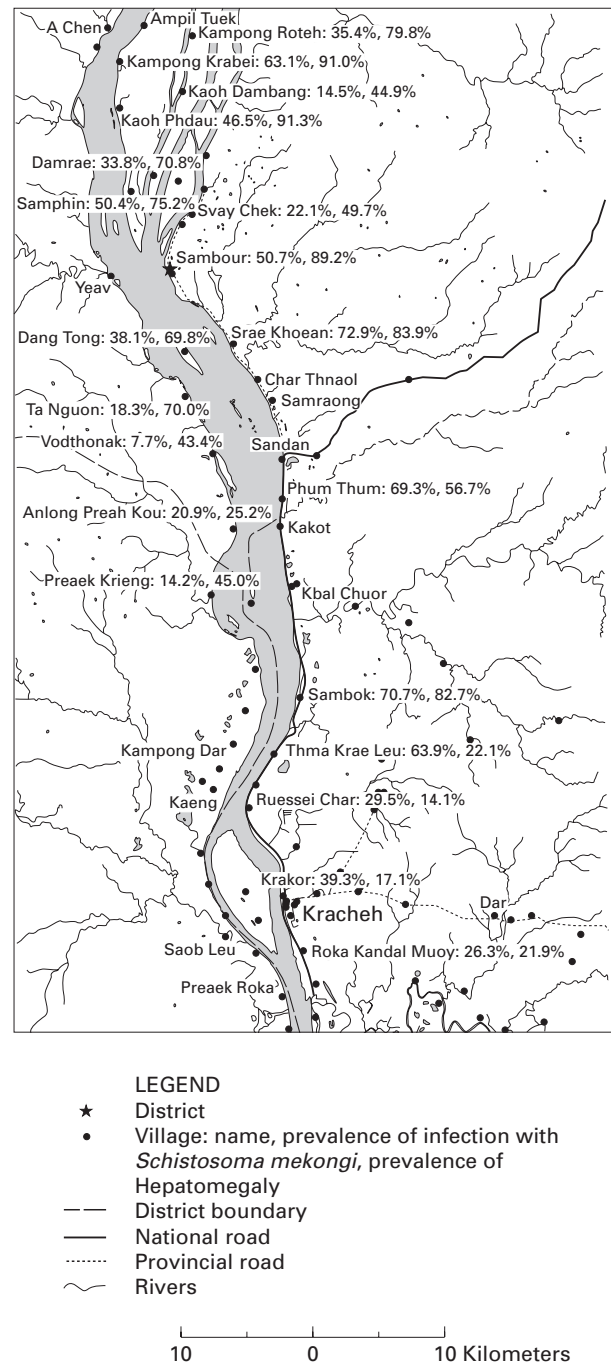 Ampil Tuek
A Chen
Kampong Roteh: 35.4%, 79.8%
Kampong Krabei: 63.1%, 91.0%
Kaoh Dambang: 14.5%, 44.9%
Kaoh Phdau: 46.5%, 91.3%
Damrae: 33.8%, 70.8%
Samphin: 50.4%, 75.2%
Svay Chek: 22.1%, 49.7%
Sambour: 50.7%, 89.2%
Yeav
Dang Tong: 38.1%, 69.8%
Srae Khoean: 72.9%, 83.9%
Char Thnaol
Samraong
Ta Nguon: 18.3%, 70.0%
Vodthonak: 7.7%, 43.4%
Sandan
Phum Thum: 69.3%, 56.7%
Anlong Preah Kou: 20.9%, 25.2%
Kakot
Preaek Krieng: 14.2%, 45.0%
Kbal Chuor
Sambok: 70.7%, 82.7%
Kampong Dar
Thma Krae Leu: 63.9%, 22.1%
Kaeng
Ruessei Char: 29.5%, 14.1%
Krakor: 39.3%, 17.1%
Kracheh
Dar
Saob Leu
Roka Kandal Muoy: 26.3%, 21.9%
Preaek Roka
LEGEND
District
Village: name, prevalence of infection with
Schistosoma mekongi, prevalence of
Hepatomegaly
District boundary
National road
Provincial road
Rivers
10 0 10 Kilometers